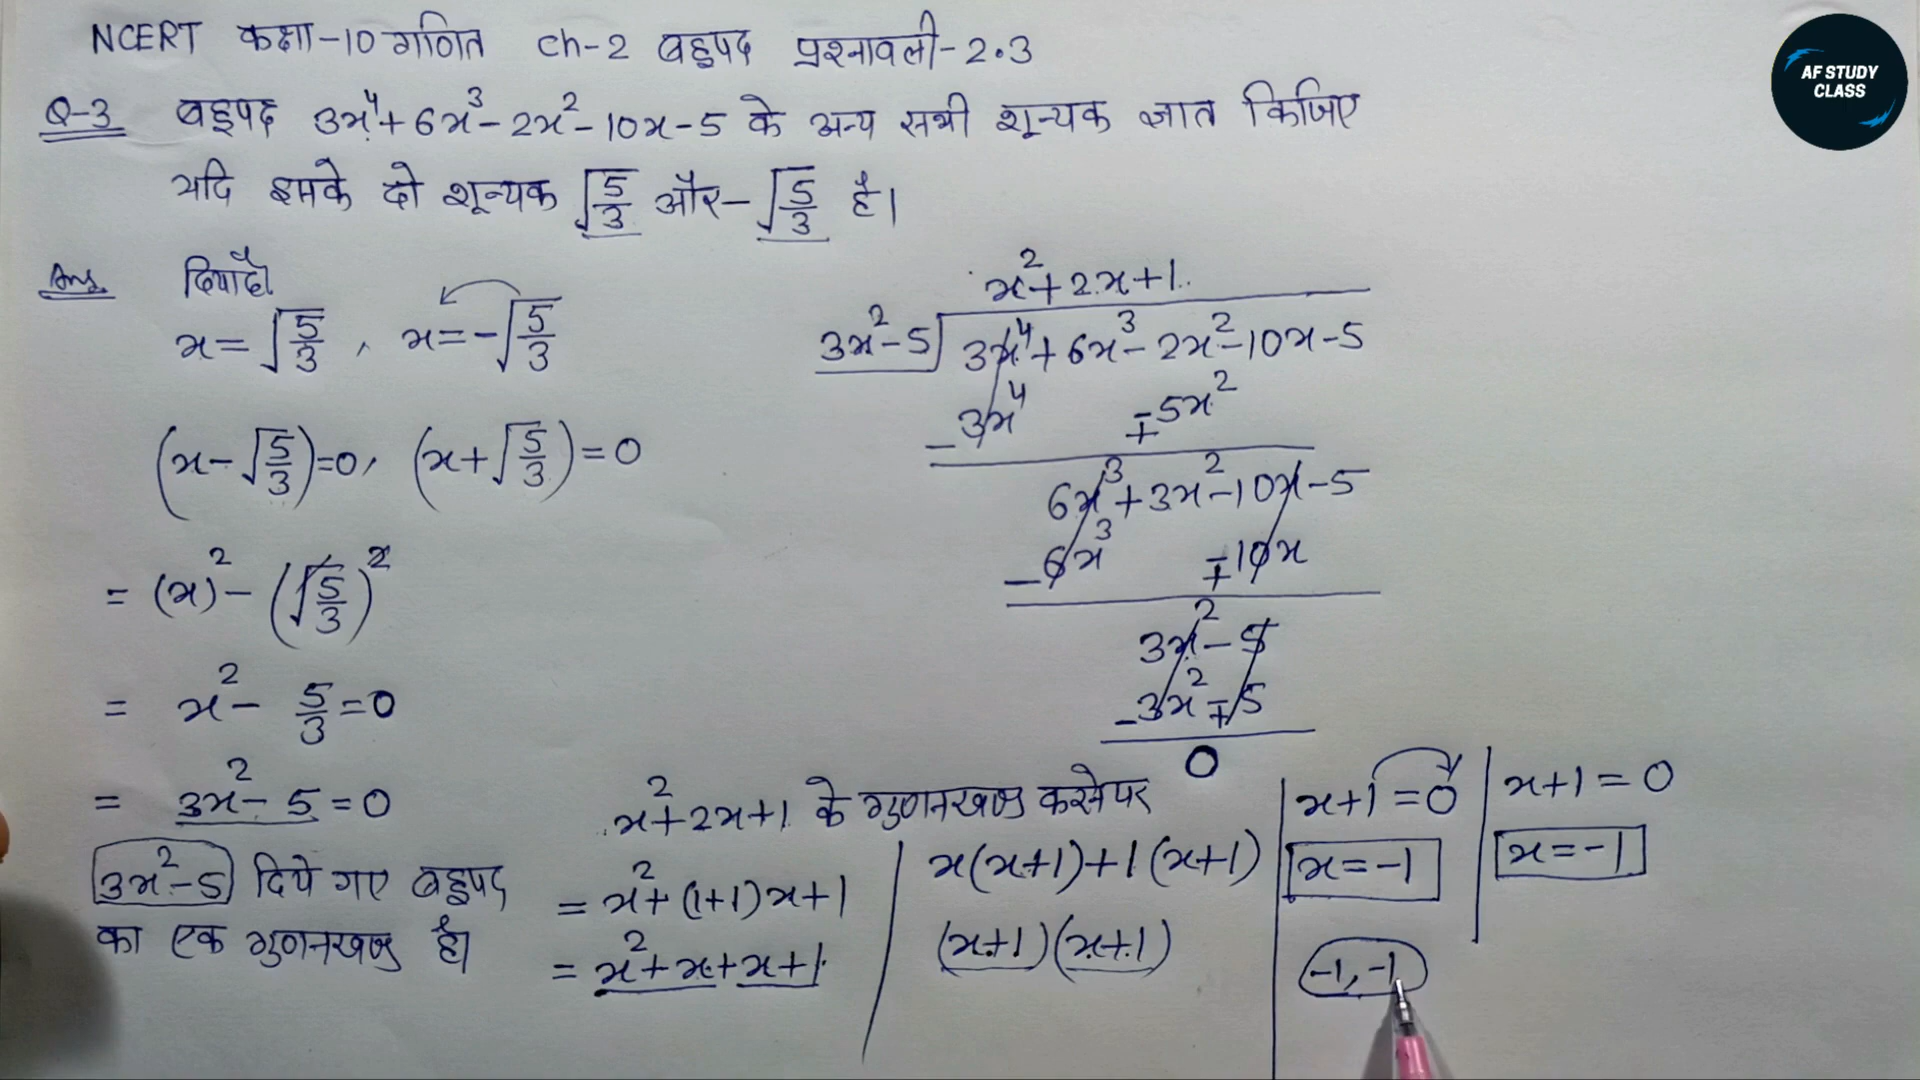 NCERT कक्षा-10 गणित ch-2 बहुपद प्रश्नावली-2.3
AF STUDY
CLASS
Q-3 बहुपद 3x⁴+6x³-2x²-10x-5 के अन्य सभी शून्यक ज्ञात किजिए
यदि इसके दो शून्यक √5/3 और -√5/3 है।
Ans दिया है
x=√5/3, x=-√5/3
(x-√5/3)=0, (x+√5/3)=0
= (x)²-(√5/3)²
= x²-5/3=0
= 3x²-5=0
3x²-5 दिये गए बहुपद
का एक गुणनखण्ड है।
x²+2x+1
3x²-5)3x⁴+6x³-2x²-10x-5
-3x⁴ ∓5x²
6x³+3x²-10x-5
-6x³ ∓10x
3x²-5
-3x²∓5
0
x²+2x+1 के गुणनखण्ड करने पर
= x²+(1+1)x+1
= x²+x+x+1
x(x+1)+1(x+1)
(x+1)(x+1)
x+1=0
x=-1
-1,-1
x+1=0
x=-1